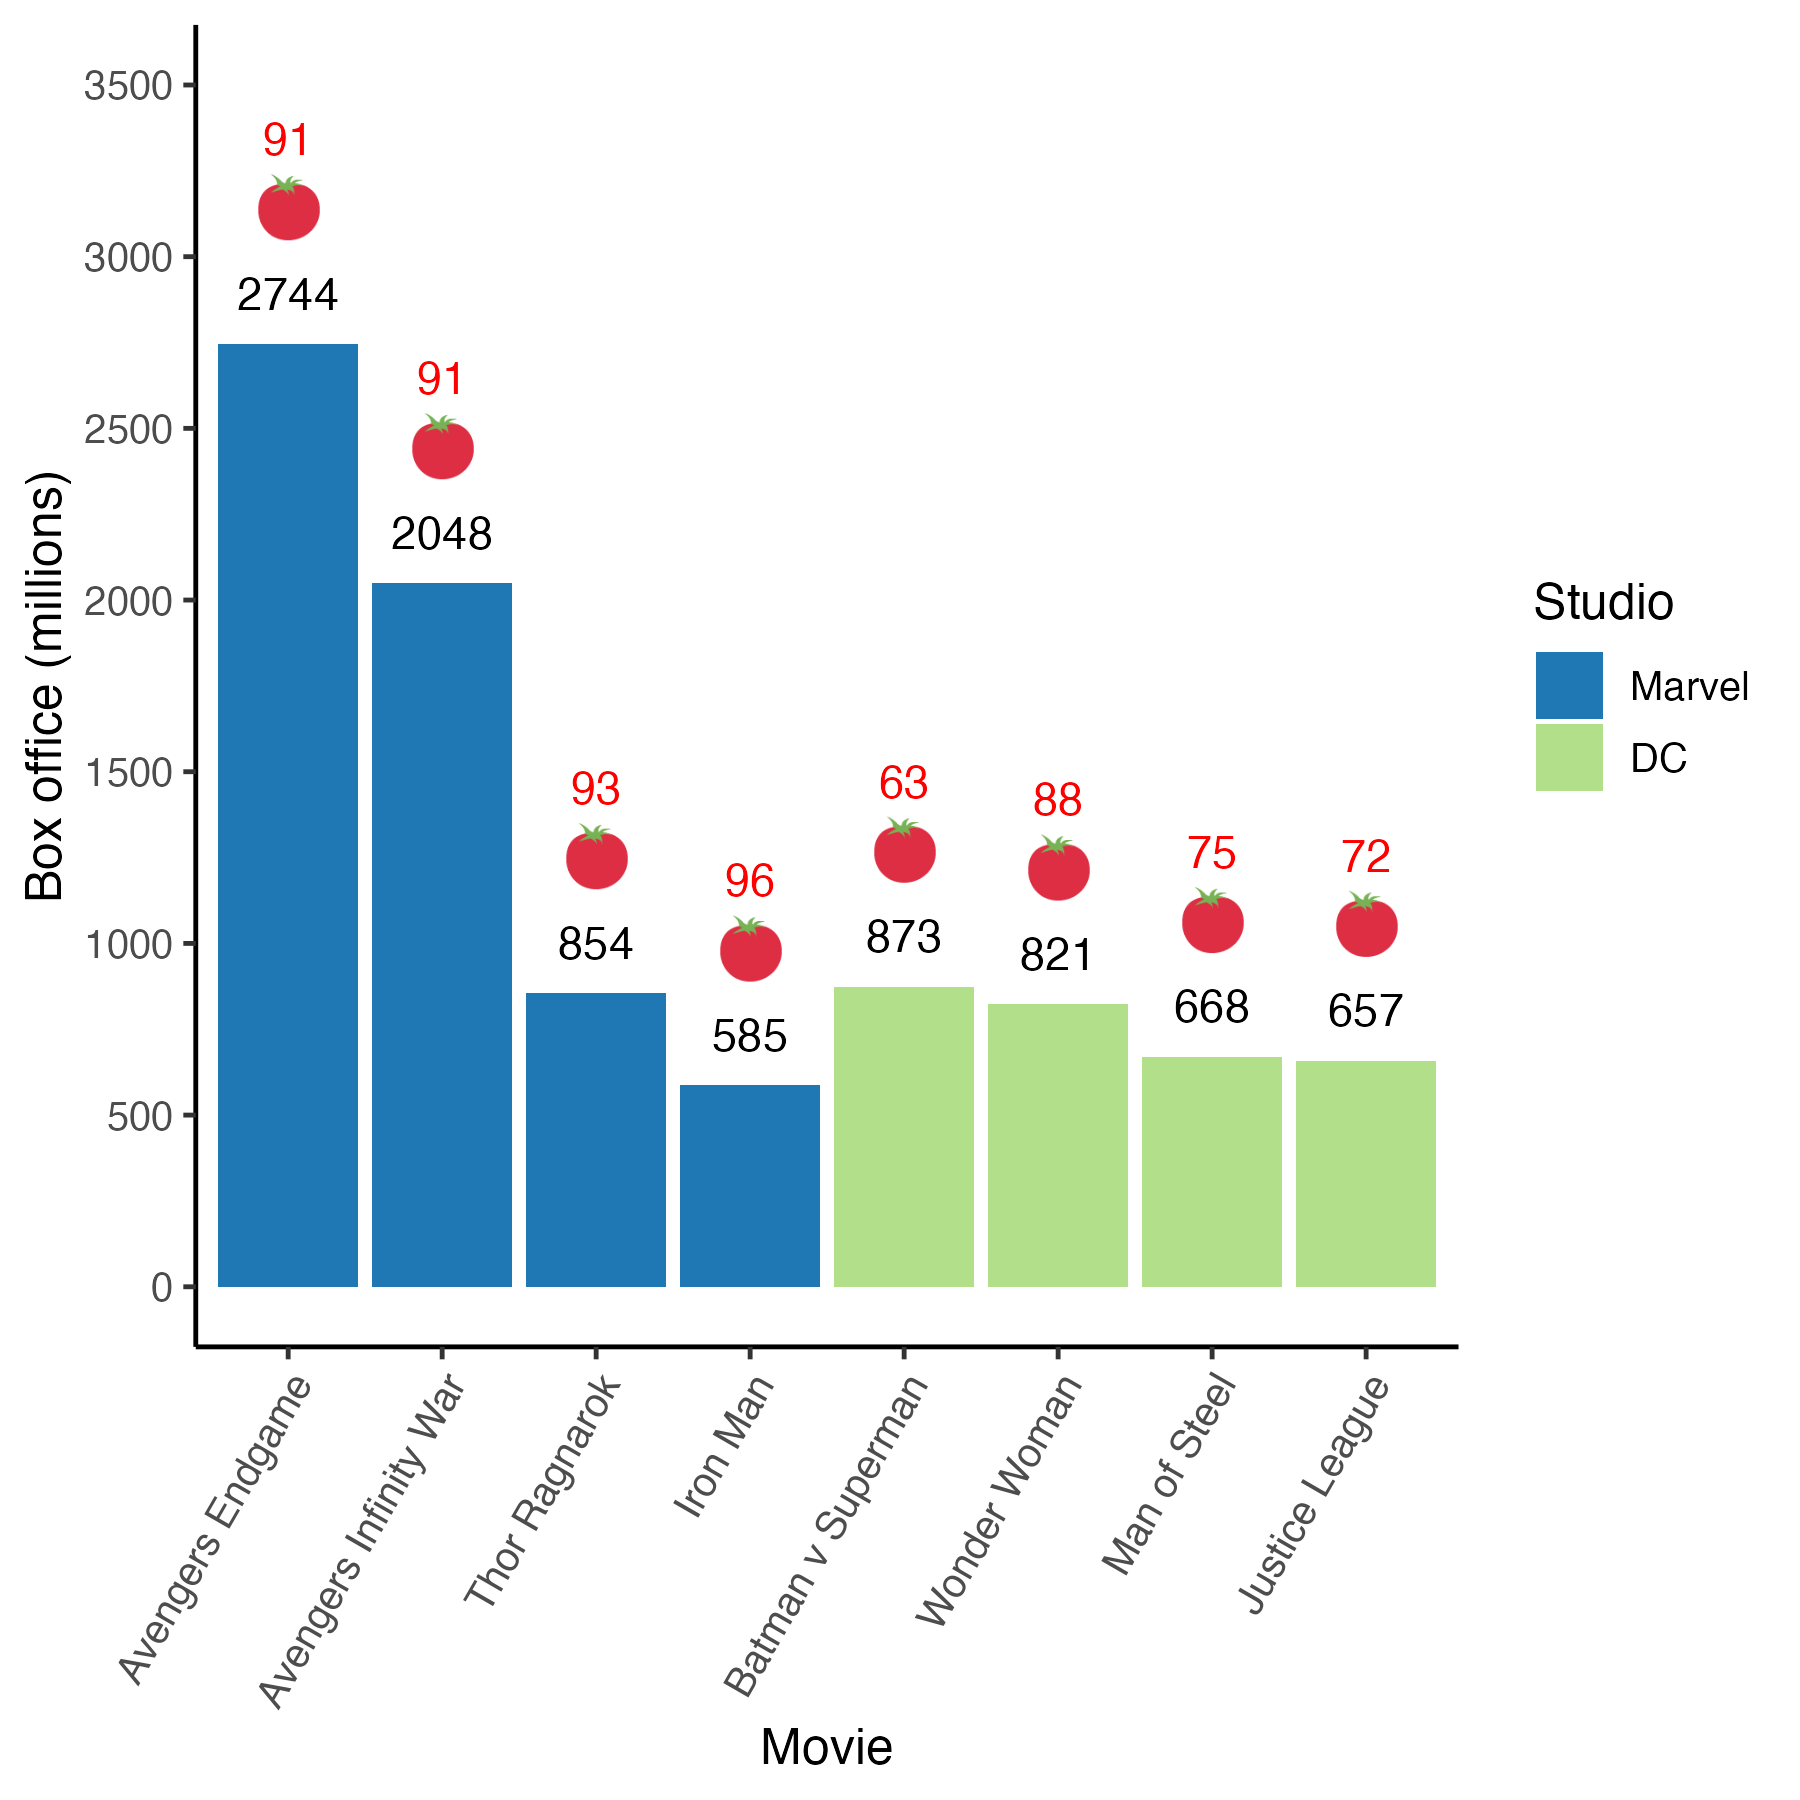 Box office (millions)
3500
3000
2500
2000
1500
1000
500
0
91
2744
91
2048
93
854
96
585
63
873
88
821
75
668
72
657
Avengers Endgame
Avengers Infinity War
Thor Ragnarok
Iron Man
Batman v Superman
Wonder Woman
Man of Steel
Justice League
Movie
Studio
Marvel
DC